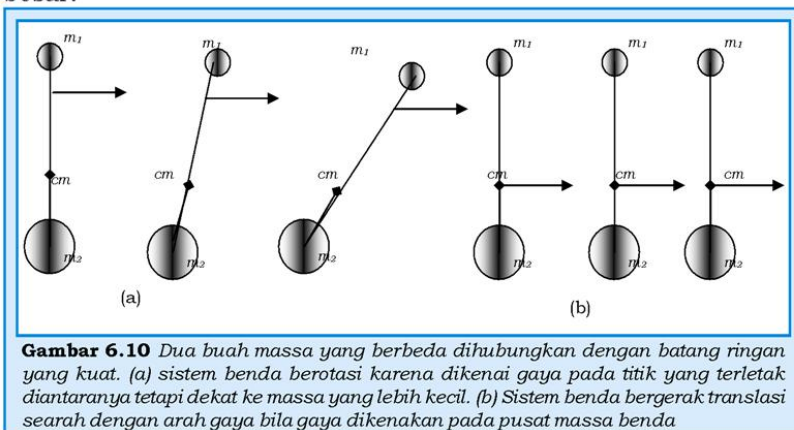 m₁
m₁
m₁
m₁
m₁
m₁
cm
cm
cm
cm
cm
cm
m₂
m₂
m₂
m₂
m₂
m₂
(a)
(b)
Gambar 6.10 Dua buah massa yang berbeda dihubungkan dengan batang ringan
yang kuat. (a) sistem benda berotasi karena dikenai gaya pada titik yang terletak
diantaranya tetapi dekat ke massa yang lebih kecil. (b) Sistem benda bergerak translasi
searah dengan arah gaya bila gaya dikenakan pada pusat massa benda